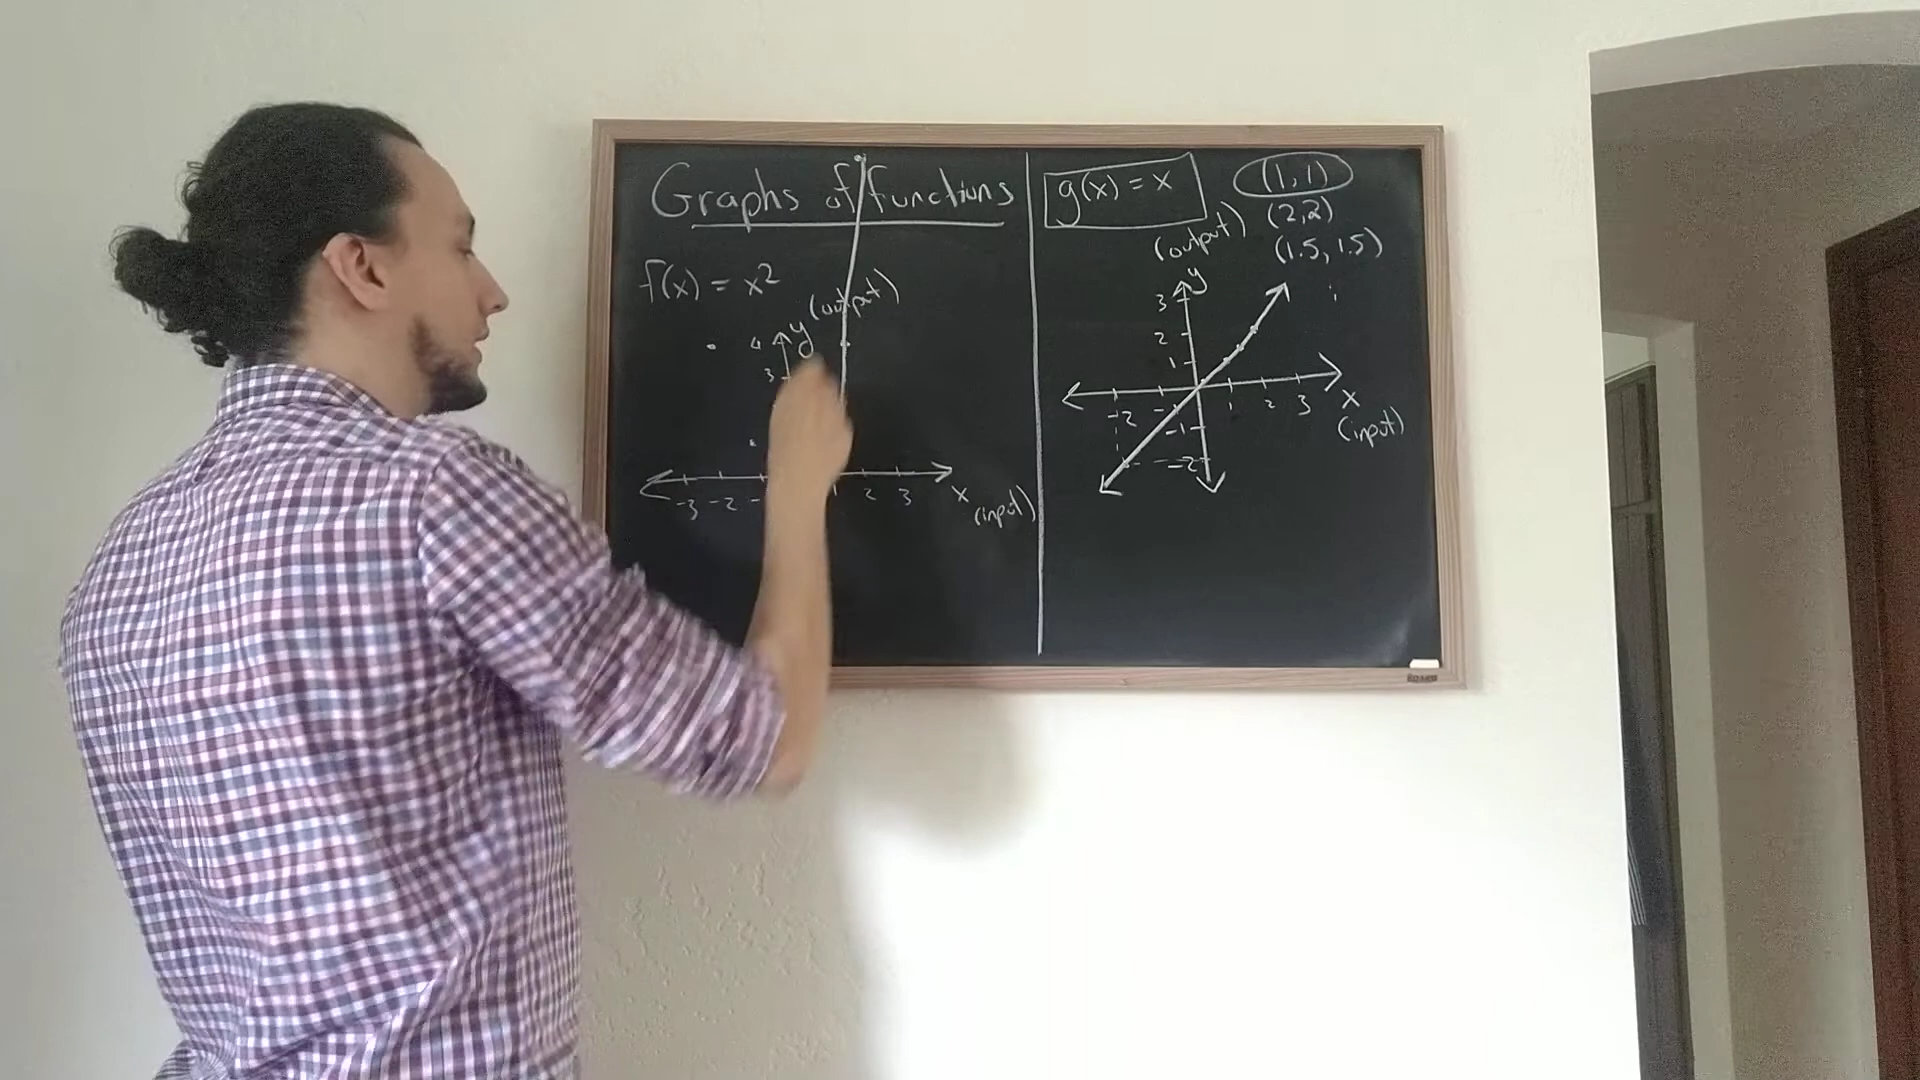 Graphs of functions
f(x) = x²
y (output)
4
3
-3 -2 - 2 3
x
(input)
g(x) = x
(1,1)
(2,2)
(1.5, 1.5)
(output)
y
3
2
1
-2 - 1 2 3
x
(input)
-1
-2